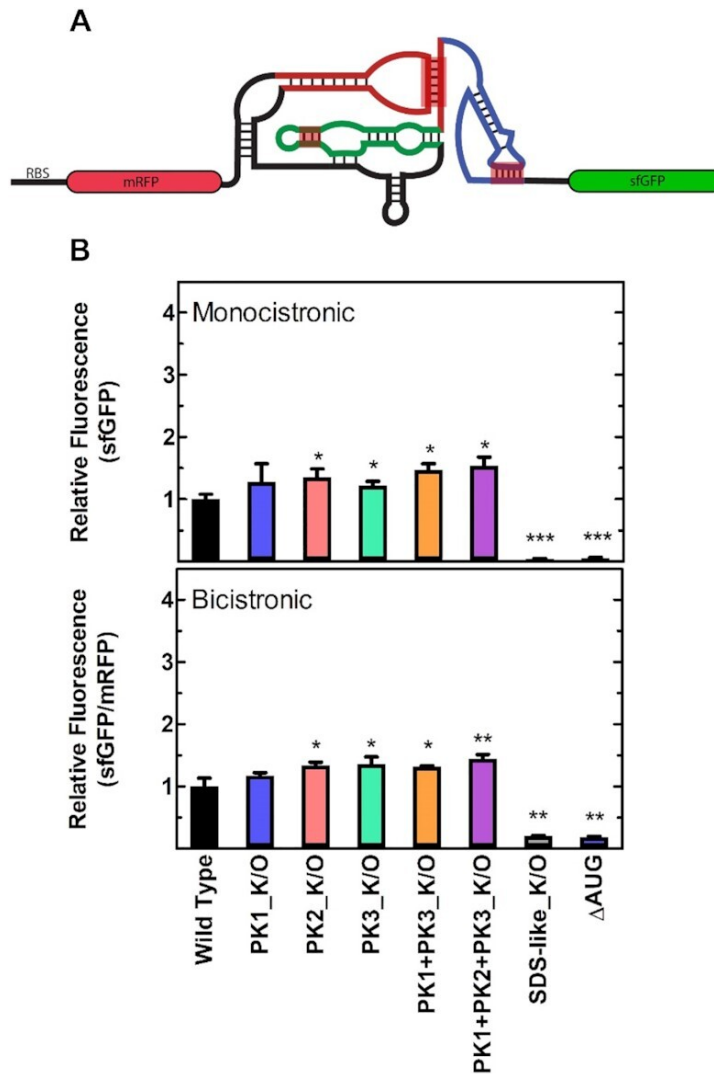 A
RBS
mRFP
sfGFP
B
Relative Fluorescence
(sfGFP)
Monocistronic
4
3
2
1
*
*
*
*
***
***
Relative Fluorescence
(sfGFP/mRFP)
Bicistronic
4
3
2
1
*
*
*
**
**
**
Wild Type
PK1_K/O
PK2_K/O
PK3_K/O
PK1+PK3_K/O
PK1+PK2+PK3_K/O
SDS-like_K/O
△AUG